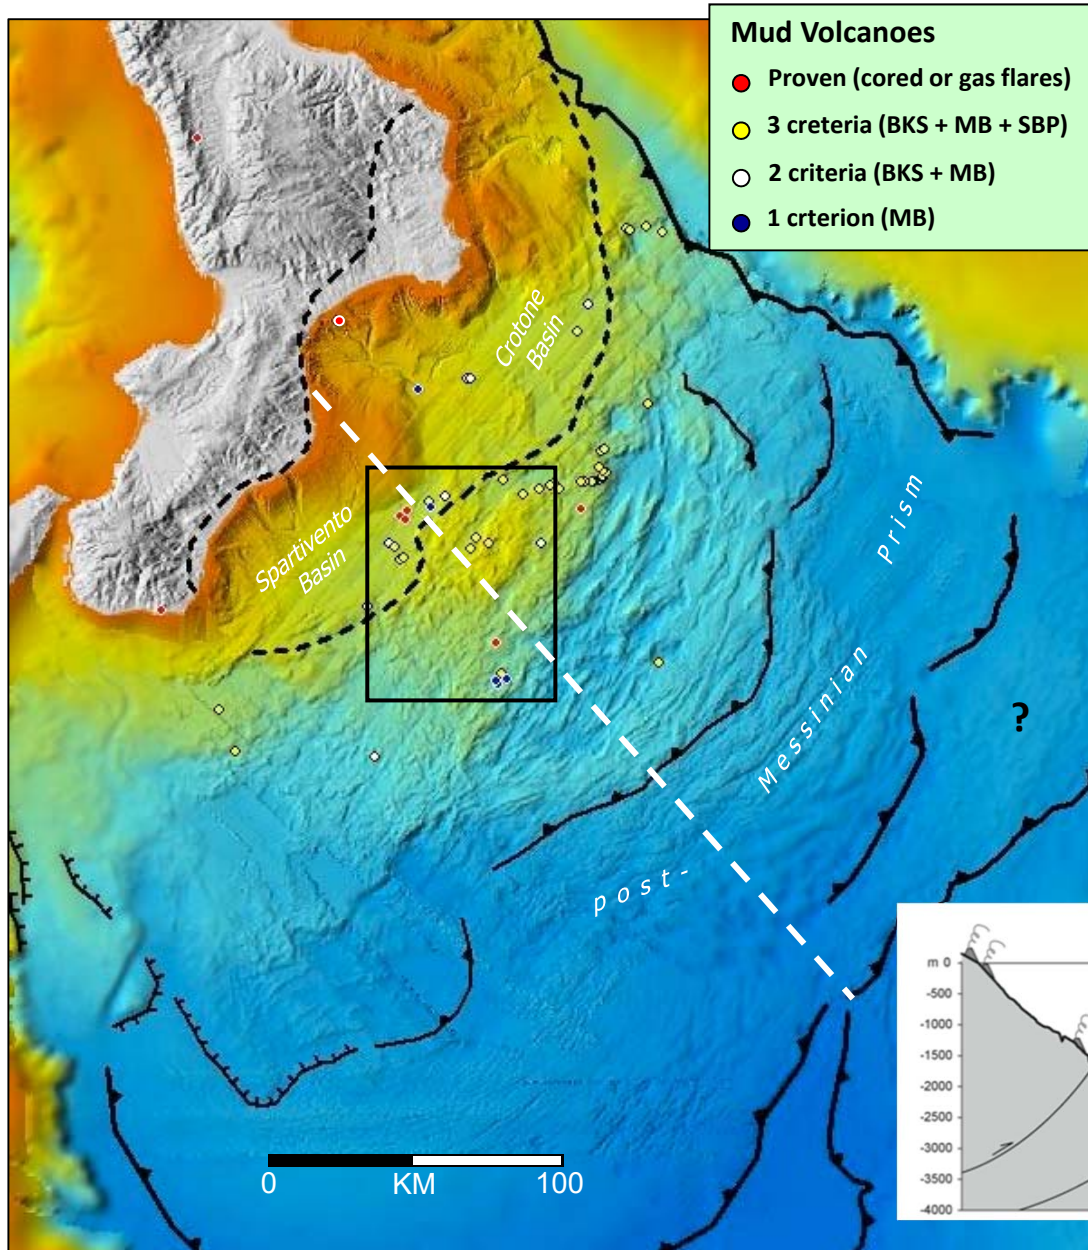 Mud Volcanoes
Proven (cored or gas flares)
3 creteria (BKS + MB + SBP)
2 criteria (BKS + MB)
1 crterion (MB)
Crotone
Basin
Spartivento
Basin
Prism
Messinian
post-
?
m 0
-500
-1000
-1500
-2000
-2500
-3000
-3500
-4000
0 KM 100